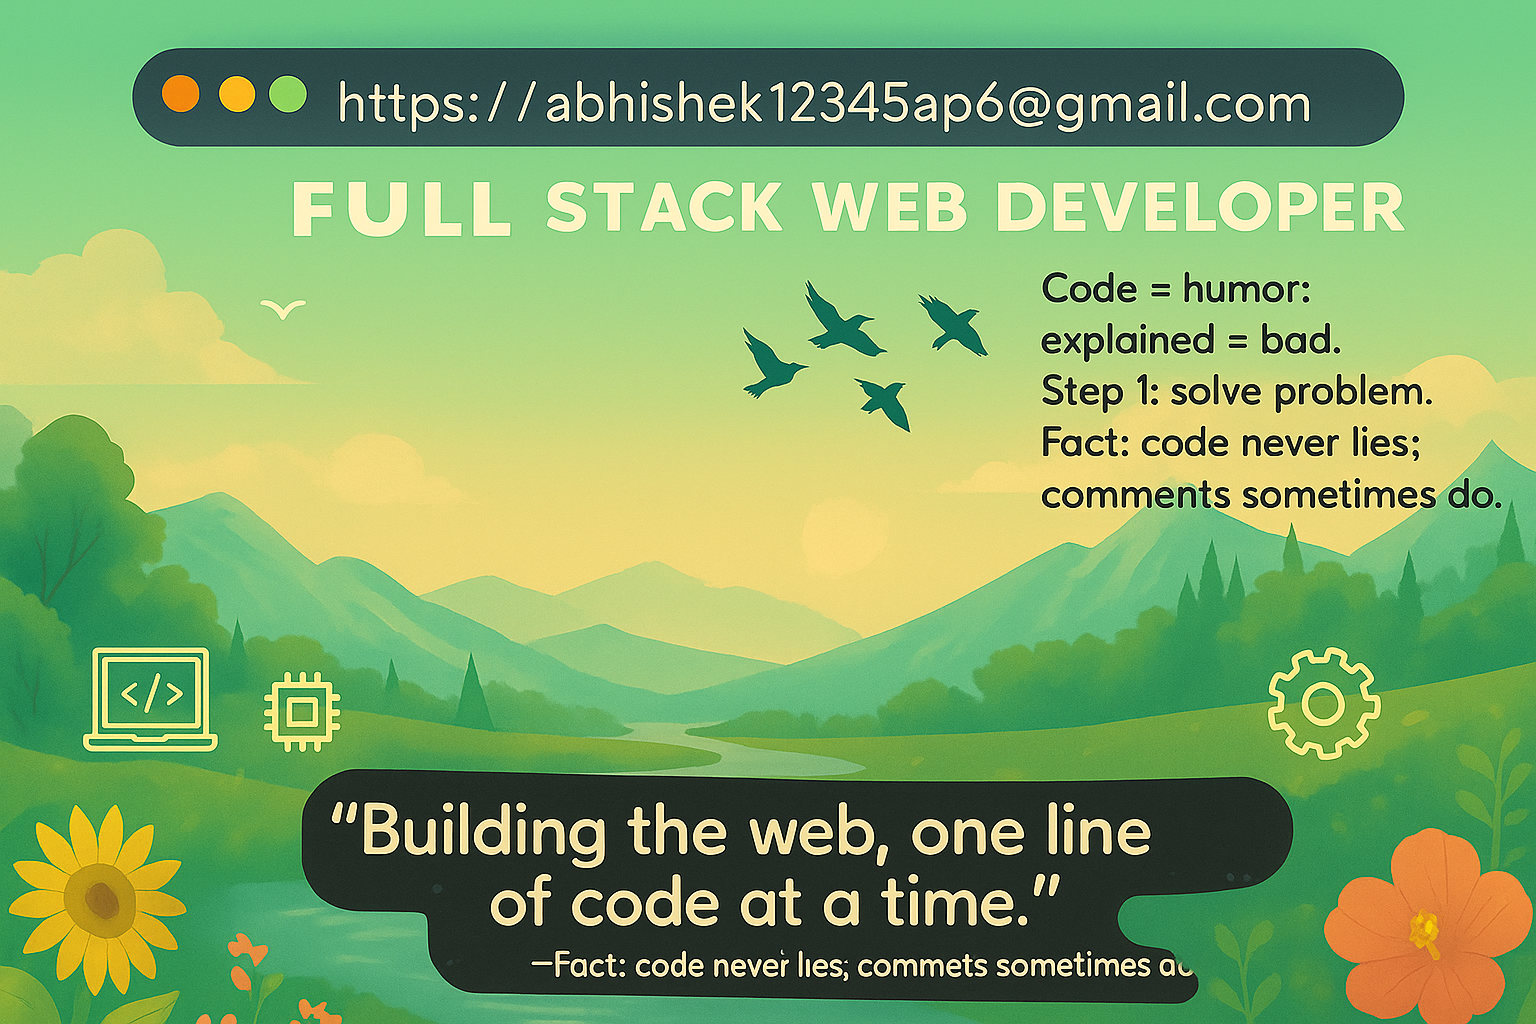 https://abhishek12345ap6@gmail.com
FULL STACK WEB DEVELOPER
Code = humor:
explained = bad.
Step 1: solve problem.
Fact: code never lies;
comments sometimes do.
</>
“Building the web, one line
of code at a time.”
–Fact: code never lies; commets sometimes